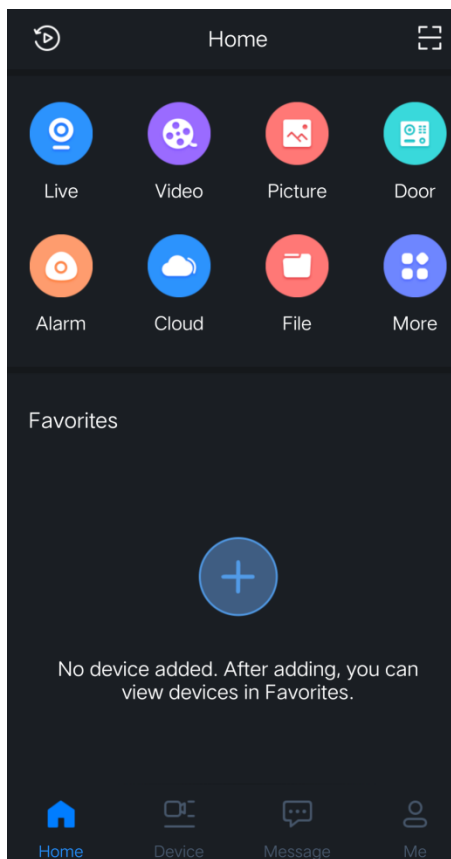 Home
Live Video Picture Door
Alarm Cloud File More
Favorites
No device added. After adding, you can
view devices in Favorites.
Home Device Message Me